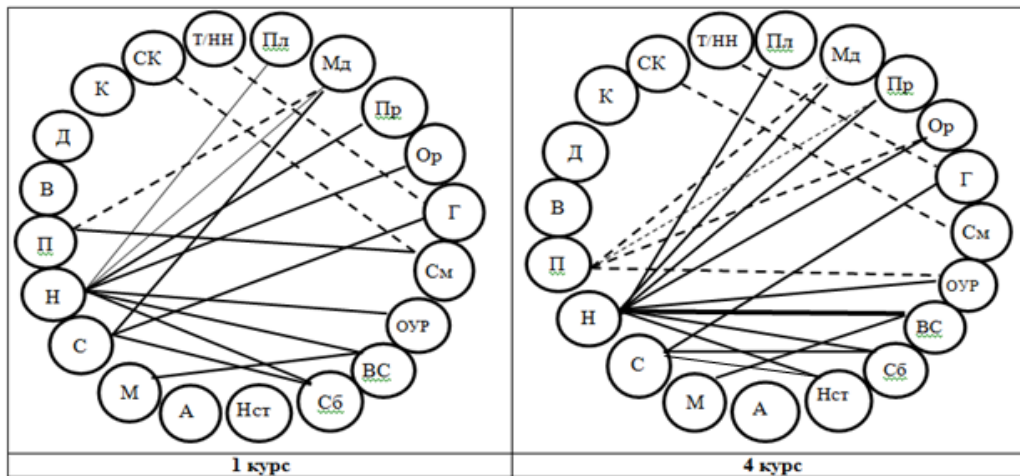 Т/НН
Пл
Мд
Пр
Ор
Г
См
ОУР
ВС
Сб
Нст
А
М
С
Н
П
В
Д
К
СК
1 курс
Т/НН
Пл
Мд
Пр
Ор
Г
См
ОУР
ВС
Сб
Нст
А
М
С
Н
П
В
Д
К
СК
4 курс